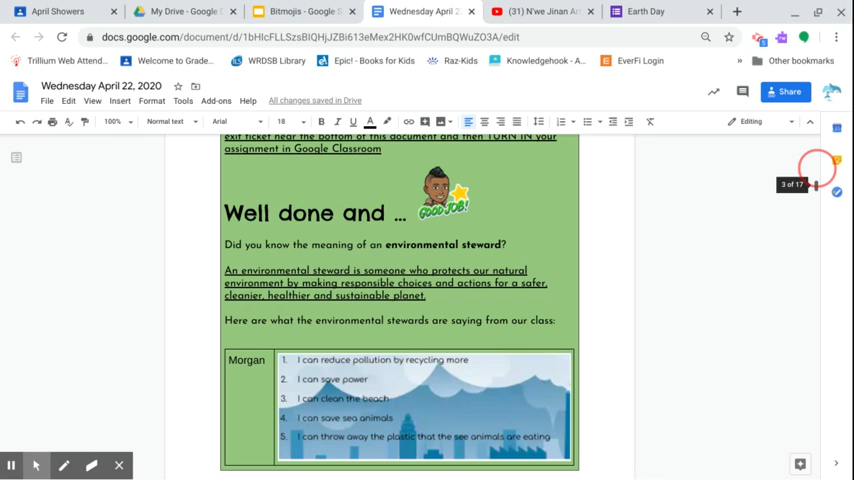 April Showers
My Drive - Google D
Bitmojis - Google S
Wednesday April 2
(31) N'we Jinan Art
Earth Day
docs.google.com/document/d/1bHIcFLLSzsBIQHjJZBi613eMex2HK0wfCUmBQWuZO3A/edit
Trillium Web Attend...
Welcome to Grade...
WRDSB Library
Epic! - Books for Kids
Raz-Kids
Knowledgehook - A...
EverFi Login
»
Other bookmarks
Wednesday April 22, 2020
File Edit View Insert Format Tools Add-ons Help All changes saved in Drive
Share
100% Normal text Arial 18 B I U A Editing
exit ticket near the bottom of this document and then TURN IN your
assignment in Google Classroom
3 of 17
GOOD JOB!
Well done and ...
Did you know the meaning of an environmental steward?
An environmental steward is someone who protects our natural
environment by making responsible choices and actions for a safer,
cleaner, healthier and sustainable planet.
Here are what the environmental stewards are saying from our class:
Morgan
1. I can reduce pollution by recycling more
2. I can save power
3. I can clean the beach
4. I can save sea animals
5. I can throw away the plastic that the see animals are eating